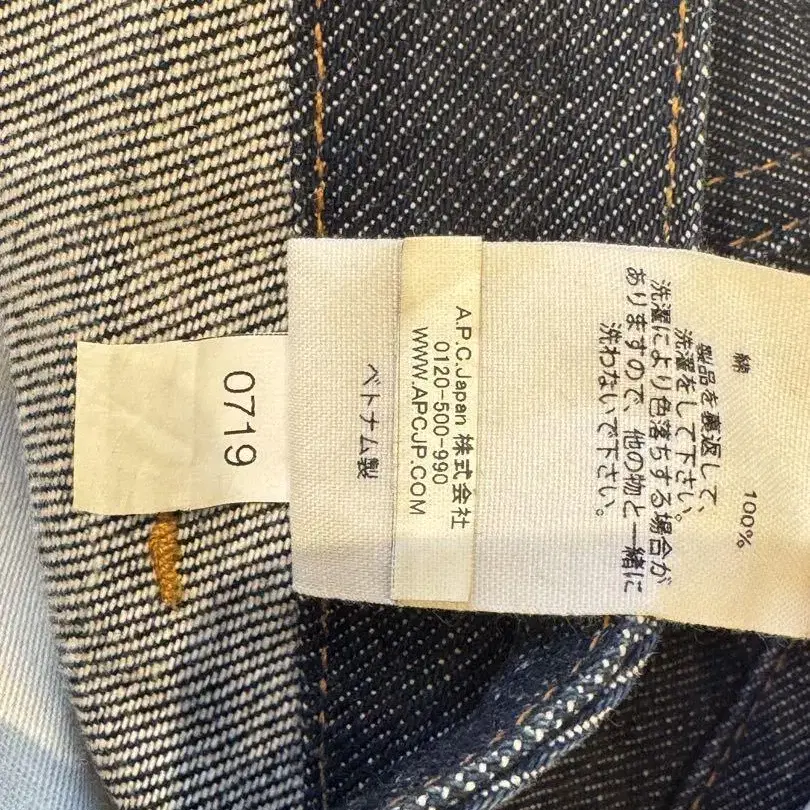 綿 100%
製品を裏返して、
洗濯をして下さい。
洗濯により色落ちする場合が
ありますので、他の物と一緒に
洗わないで下さい。
A.P.C.Japan 株式会社
0120-500-990
WWW.APCJP.COM
ベトナム製
0719